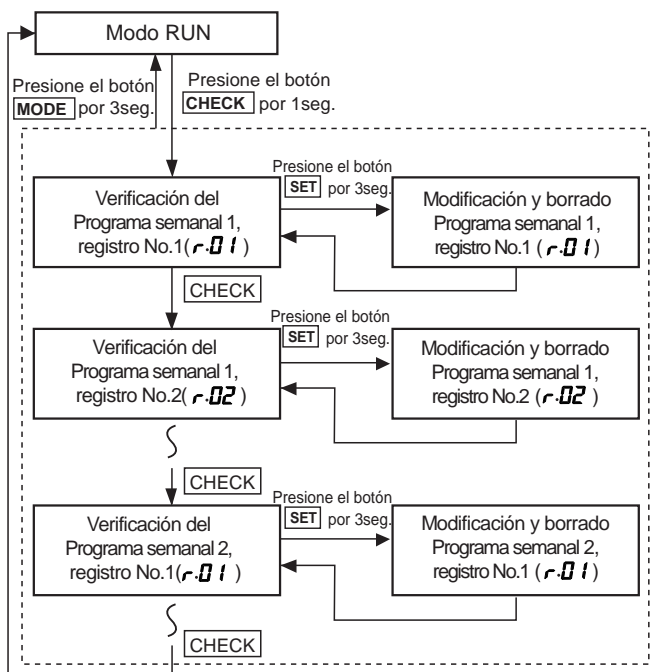 Modo RUN
Presione el botón
MODE por 3seg.
Presione el botón
CHECK por 1seg.
Presione el botón
SET por 3seg.
Verificación del
Programa semanal 1,
registro No.1(r.01)
Modificación y borrado
Programa semanal 1,
registro No.1 (r.01)
CHECK
Presione el botón
SET por 3seg.
Verificación del
Programa semanal 1,
registro No.2( r.02 )
Modificación y borrado
Programa semanal 1,
registro No.2 (r.02 )
CHECK
Presione el botón
SET por 3seg.
Verificación del
Programa semanal 2,
registro No.1(r.01 )
Modificación y borrado
Programa semanal 2,
registro No.1 (r.01)
CHECK